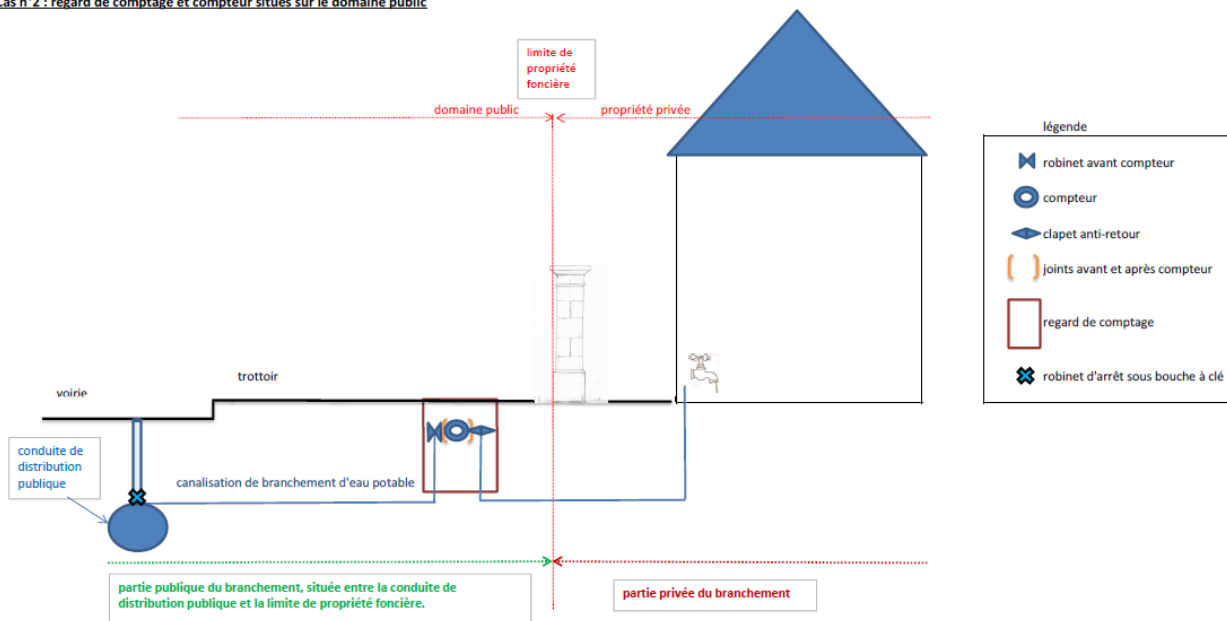 Cas n°2 : regard de comptage et compteur situés sur le domaine public
limite de
propriété
foncière
domaine public
propriété privée
légende
robinet avant compteur
compteur
clapet anti-retour
joints avant et après compteur
regard de comptage
robinet d'arrêt sous bouche à clé
trottoir
voirie
conduite de
distribution
publique
canalisation de branchement d'eau potable
partie publique du branchement, située entre la conduite de
distribution publique et la limite de propriété foncière.
partie privée du branchement